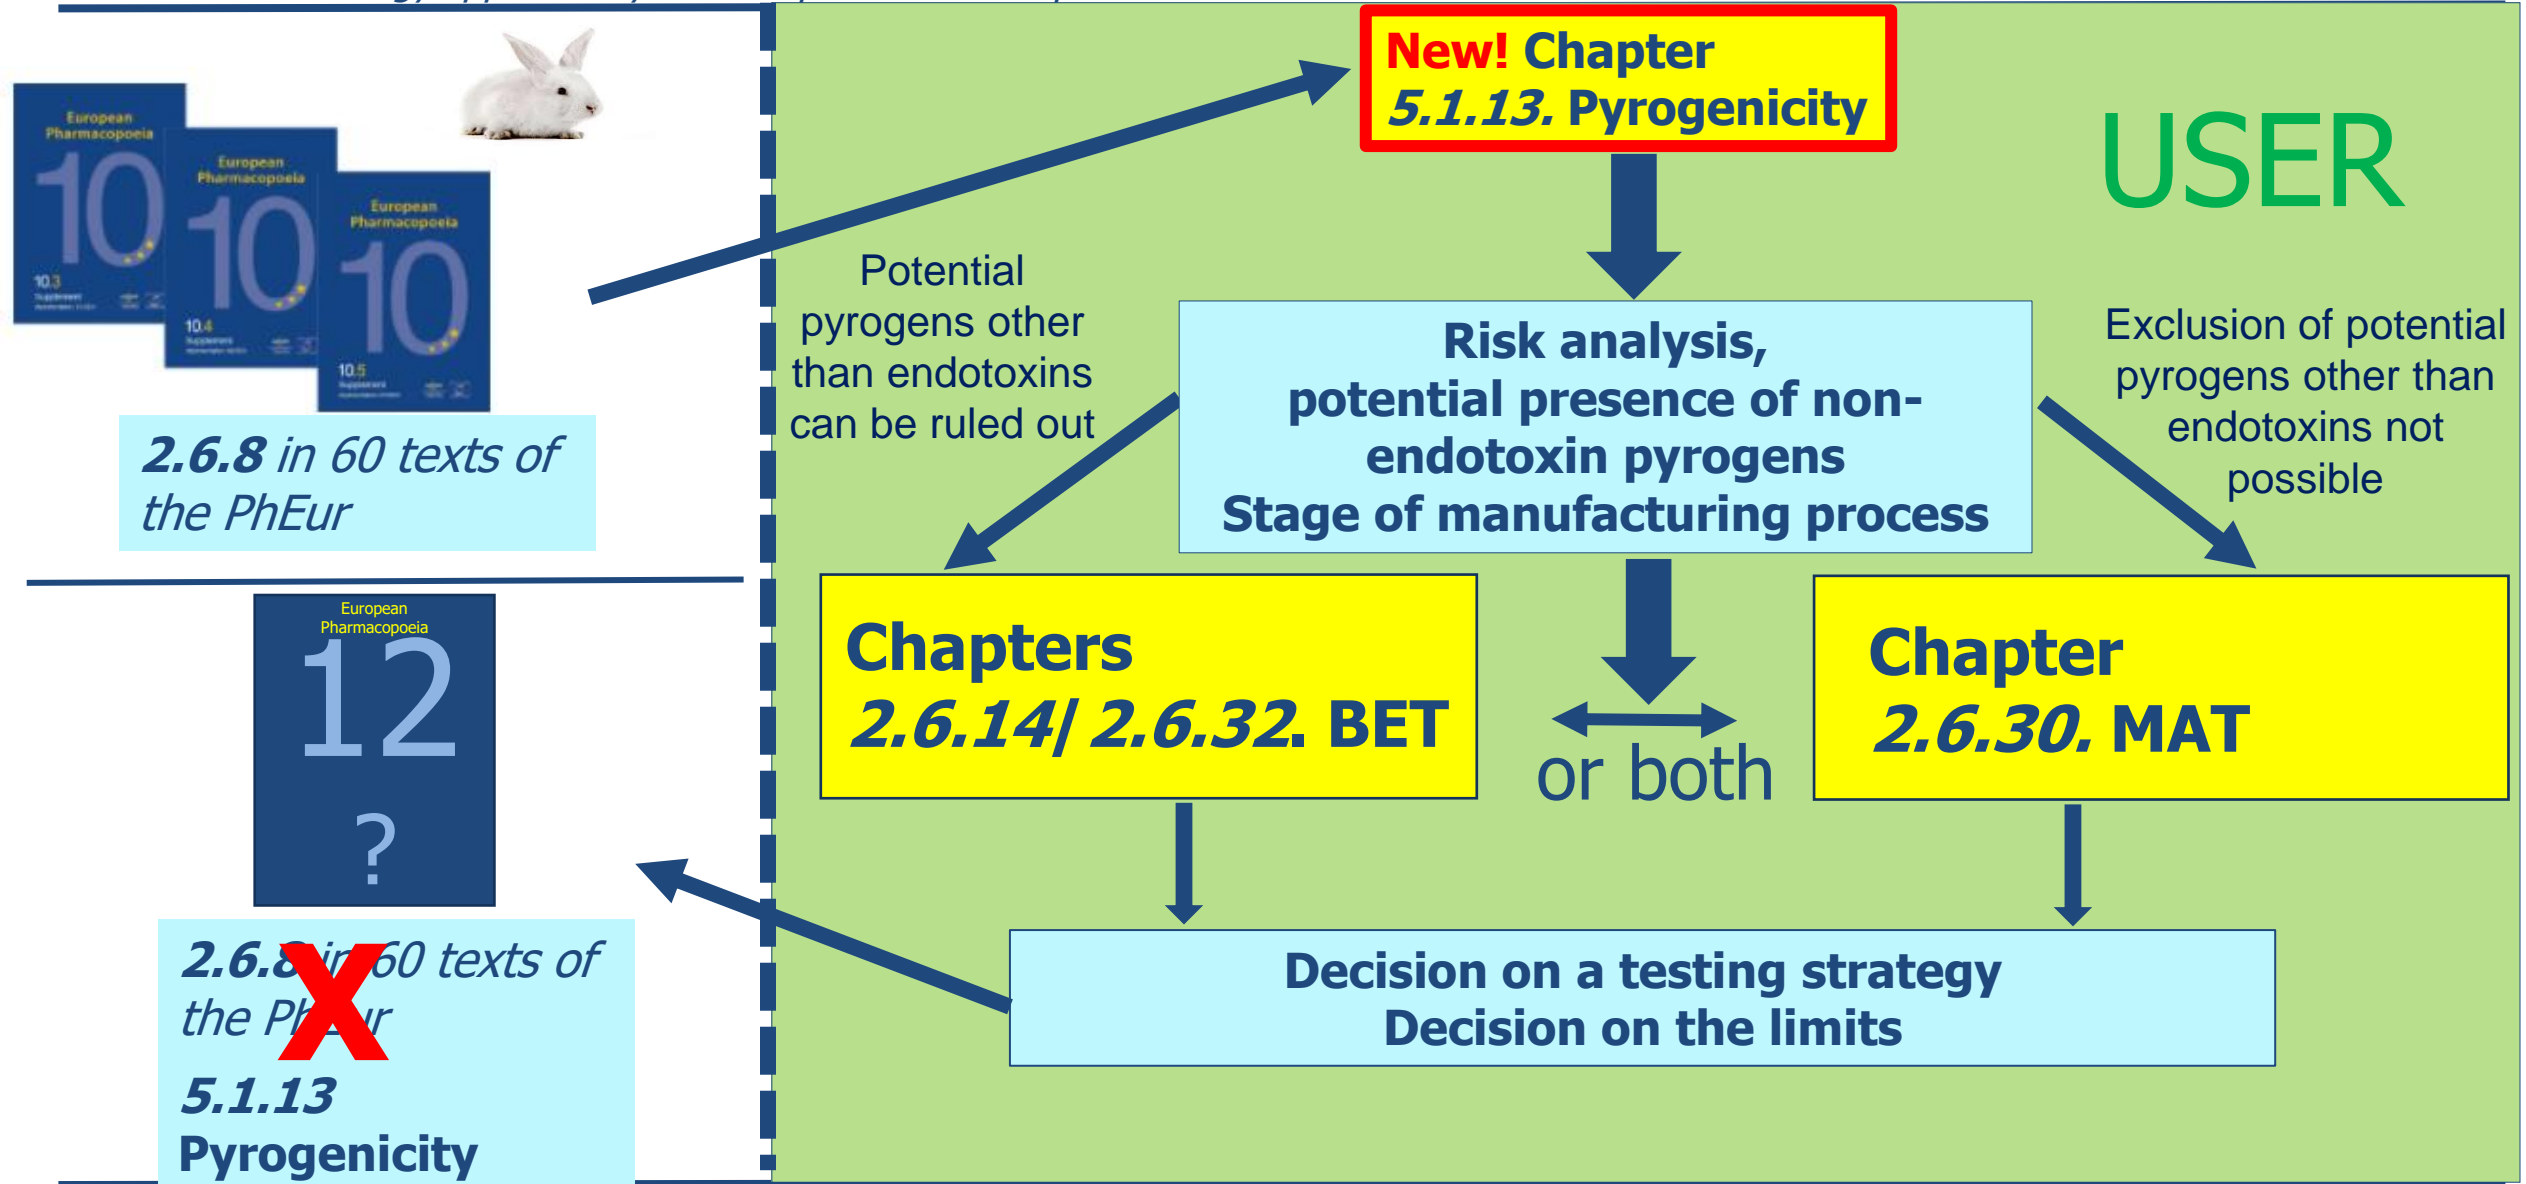 European
Pharmacopoeia
10
10.3
Supplement
European
Pharmacopoeia
10
10.4
Supplement
European
Pharmacopoeia
10
10.5
Supplement
2.6.8 in 60 texts of
the PhEur
European
Pharmacopoeia
12
?
2.6.8 in 60 texts of
the PhEur
X
5.1.13
Pyrogenicity
New! Chapter
5.1.13. Pyrogenicity
USER
Potential
pyrogens other
than endotoxins
can be ruled out
Risk analysis,
potential presence of non-
endotoxin pyrogens
Stage of manufacturing process
Exclusion of potential
pyrogens other than
endotoxins not
possible
Chapters
2.6.14/ 2.6.32. BET
or both
Chapter
2.6.30. MAT
Decision on a testing strategy
Decision on the limits